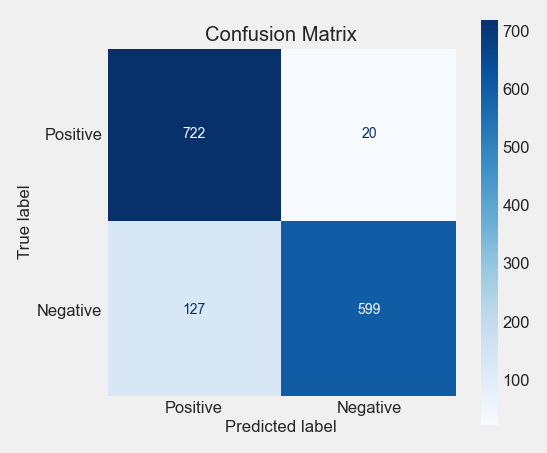 Confusion Matrix
True label
Positive
722
20
Negative
127
599
Positive
Negative
Predicted label
700
600
500
400
300
200
100